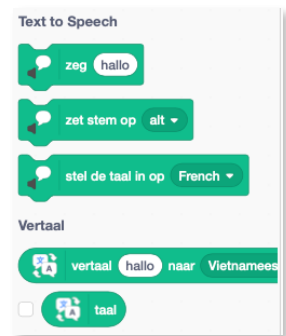 Text to Speech
zeg hallo
zet stem op alt
stel de taal in op French
Vertaal
vertaal hallo naar Vietnamees
taal